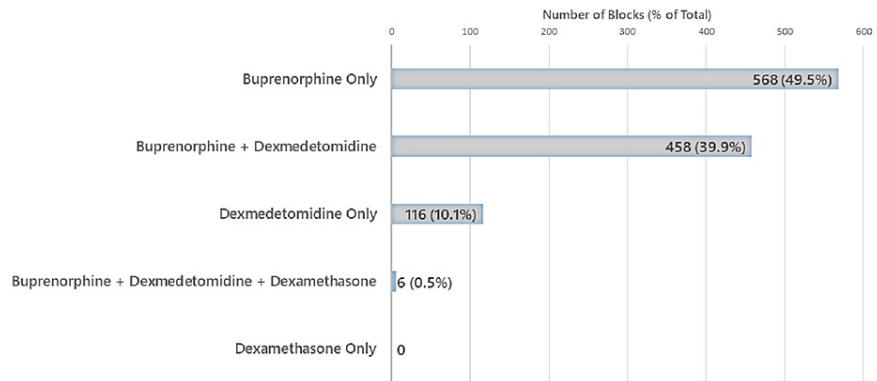 Number of Blocks (% of Total)
0 100 200 300 400 500 600
Buprenorphine Only 568 (49.5%)
Buprenorphine + Dexmedetomidine 458 (39.9%)
Dexmedetomidine Only 116 (10.1%)
Buprenorphine + Dexmedetomidine + Dexamethasone 6 (0.5%)
Dexamethasone Only 0